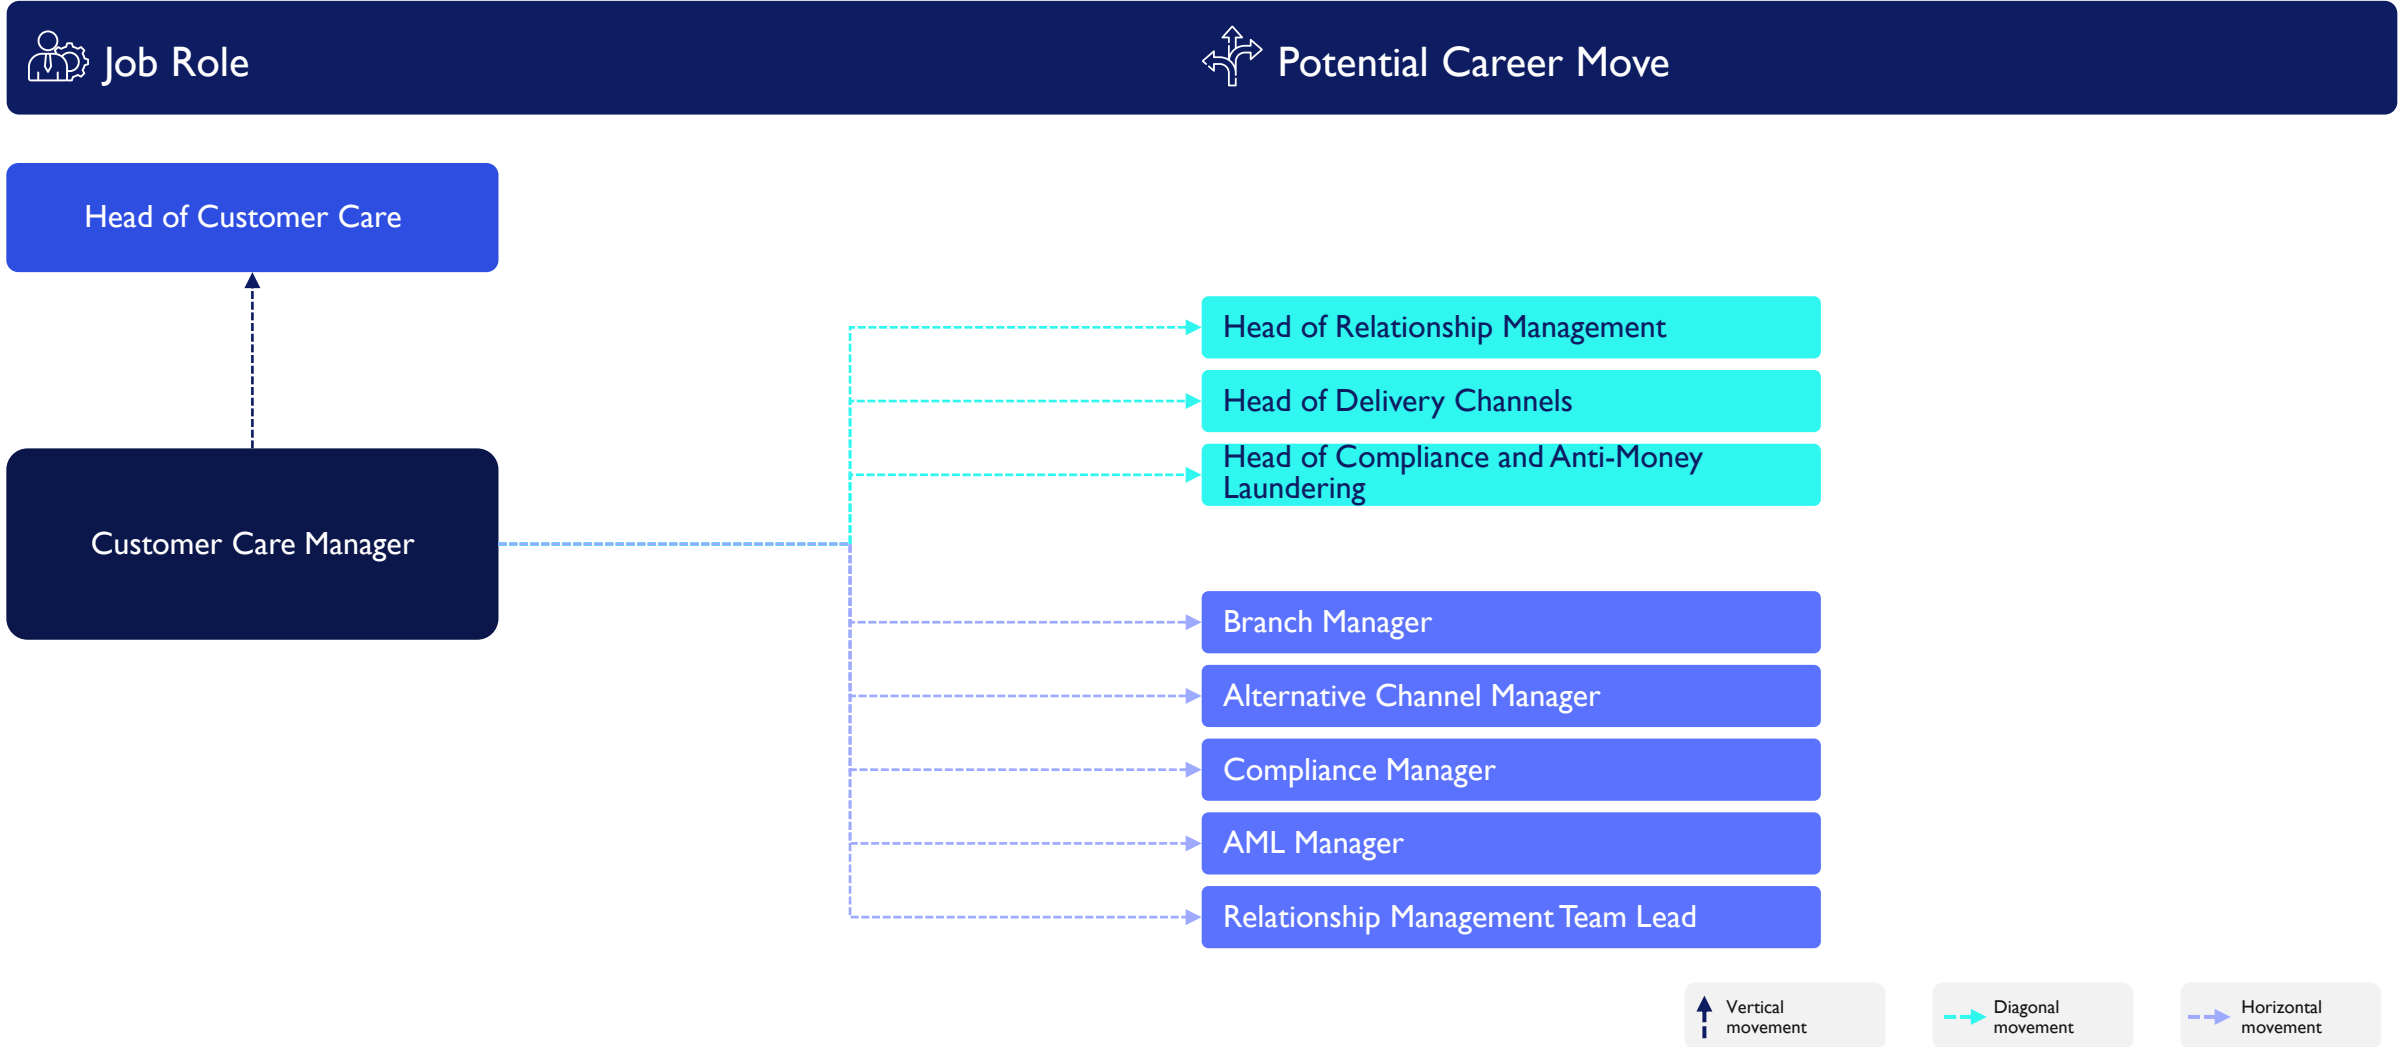 Job Role
Potential Career Move
Head of Customer Care
Customer Care Manager
Head of Relationship Management
Head of Delivery Channels
Head of Compliance and Anti-Money
Laundering
Branch Manager
Alternative Channel Manager
Compliance Manager
AML Manager
Relationship Management Team Lead
Vertical
movement
Diagonal
movement
Horizontal
movement